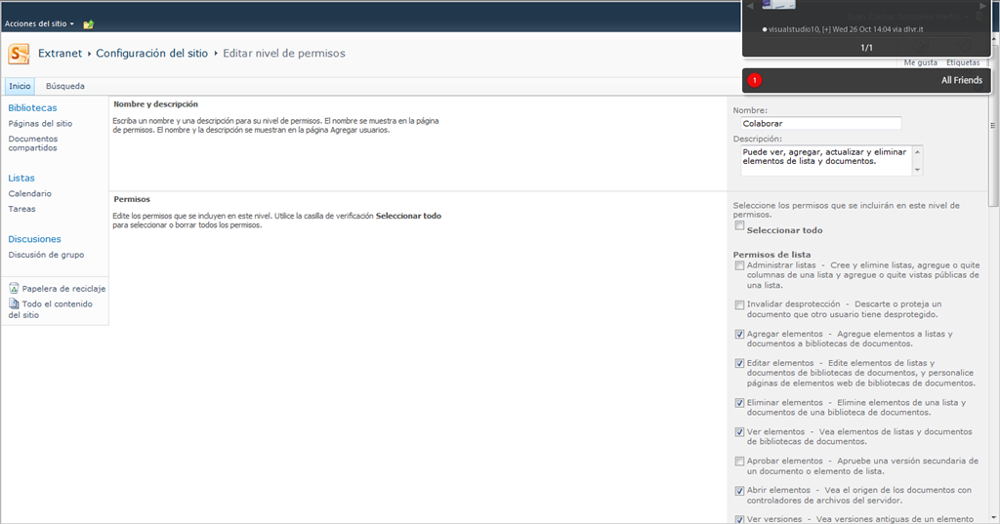 Acciones del sitio
visualstudio10, [+] Wed 26 Oct 14:04 via dlvr.it
1/1
Extranet Configuración del sitio Editar nivel de permisos
Me gusta Etiquetas
1 All Friends
Inicio Búsqueda
Bibliotecas
Páginas del sitio
Documentos
compartidos
Listas
Calendario
Tareas
Discusiones
Discusión de grupo
Papelera de reciclaje
Todo el contenido
del sitio
Nombre y descripción
Escriba un nombre y una descripción para su nivel de permisos. El nombre se muestra en la página
de permisos. El nombre y la descripción se muestran en la página Agregar usuarios.
Nombre:
Colaborar
Descripción:
Puede ver, agregar, actualizar y eliminar
elementos de lista y documentos.
Permisos
Edite los permisos que se incluyen en este nivel. Utilice la casilla de verificación Seleccionar todo
para seleccionar o borrar todos los permisos.
Seleccione los permisos que se incluirán en este nivel de
permisos.
Seleccionar todo
Permisos de lista
Administrar listas - Cree y elimine listas, agregue o quite
columnas de una lista y agregue o quite vistas públicas de
una lista.
Invalidar desprotección - Descarte o proteja un
documento que otro usuario tiene desprotegido.
Agregar elementos - Agregue elementos a listas y
documentos a bibliotecas de documentos.
Editar elementos - Edite elementos de listas y
documentos de bibliotecas de documentos, y personalice
páginas de elementos web de bibliotecas de documentos.
Eliminar elementos - Elimine elementos de una lista y
documentos de una biblioteca de documentos.
Ver elementos - Vea elementos de listas y documentos
de bibliotecas de documentos.
Aprobar elementos - Apruebe una versión secundaria de
un documento o elemento de lista.
Abrir elementos - Vea el origen de los documentos con
controladores de archivos del servidor.
Ver versiones - Vea versiones antiguas de un elemento